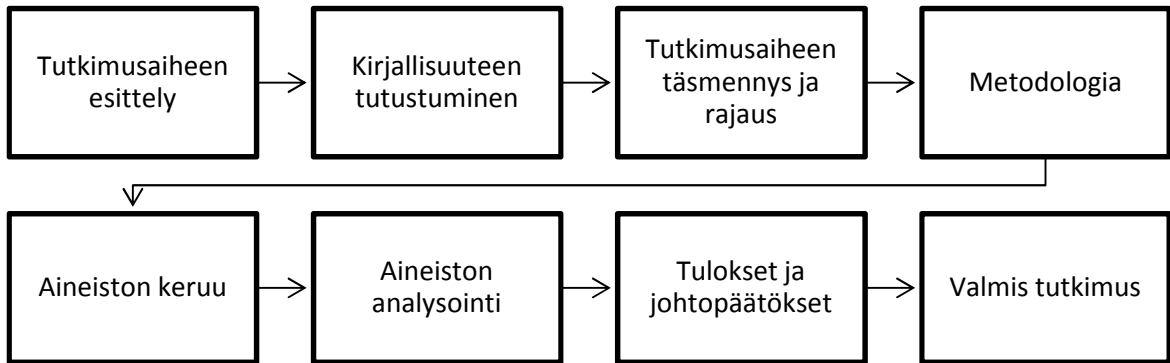 Tutkimusaiheen
esittely
Kirjallisuuteen
tutustuminen
Tutkimusaiheen
täsmennys ja
rajaus
Metodologia
Aineiston keruu
Aineiston
analysointi
Tulokset ja
johtopäätökset
Valmis tutkimus